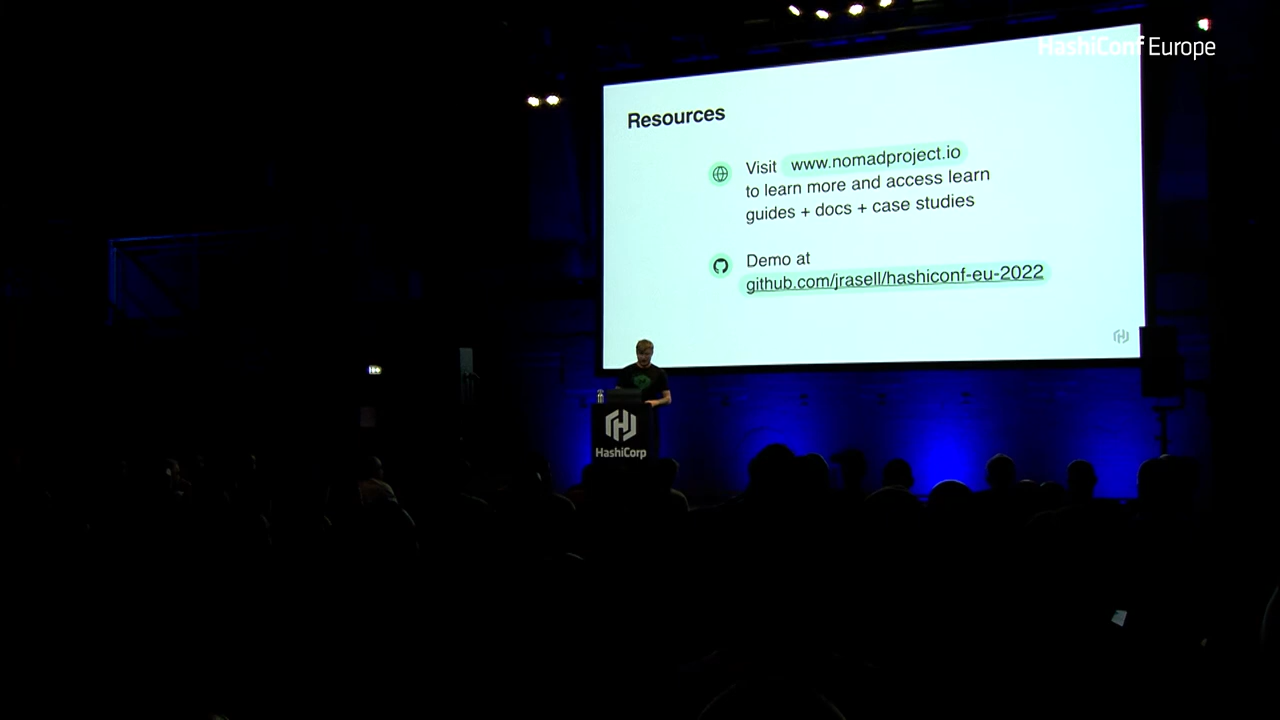 HashiConf Europe
Resources
Visit www.nomadproject.io
to learn more and access learn
guides + docs + case studies
Demo at
github.com/jrasell/hashiconf-eu-2022
HashiCorp